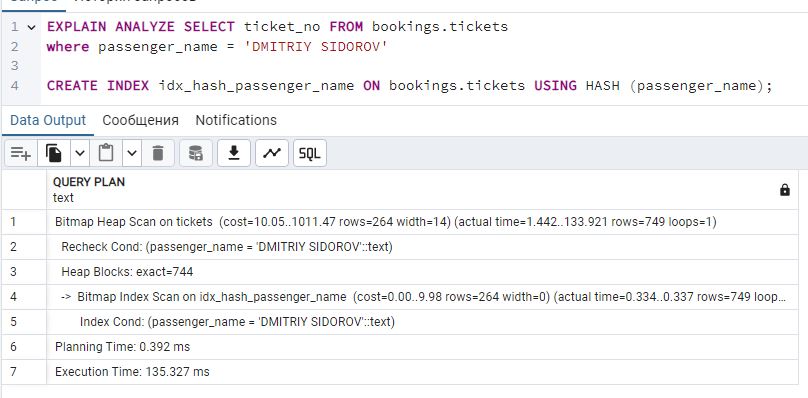 1 EXPLAIN ANALYZE SELECT ticket_no FROM bookings.tickets
2 where passenger_name = 'DMITRIY SIDOROV'
3
4 CREATE INDEX idx_hash_passenger_name ON bookings.tickets USING HASH (passenger_name);
Data Output Сообщения Notifications
SQL
QUERY PLAN
text
1 Bitmap Heap Scan on tickets (cost=10.05..1011.47 rows=264 width=14) (actual time=1.442..133.921 rows=749 loops=1)
2 Recheck Cond: (passenger_name = 'DMITRIY SIDOROV'::text)
3 Heap Blocks: exact=744
4 -> Bitmap Index Scan on idx_hash_passenger_name (cost=0.00..9.98 rows=264 width=0) (actual time=0.334..0.337 rows=749 loop...
5 Index Cond: (passenger_name = 'DMITRIY SIDOROV'::text)
6 Planning Time: 0.392 ms
7 Execution Time: 135.327 ms